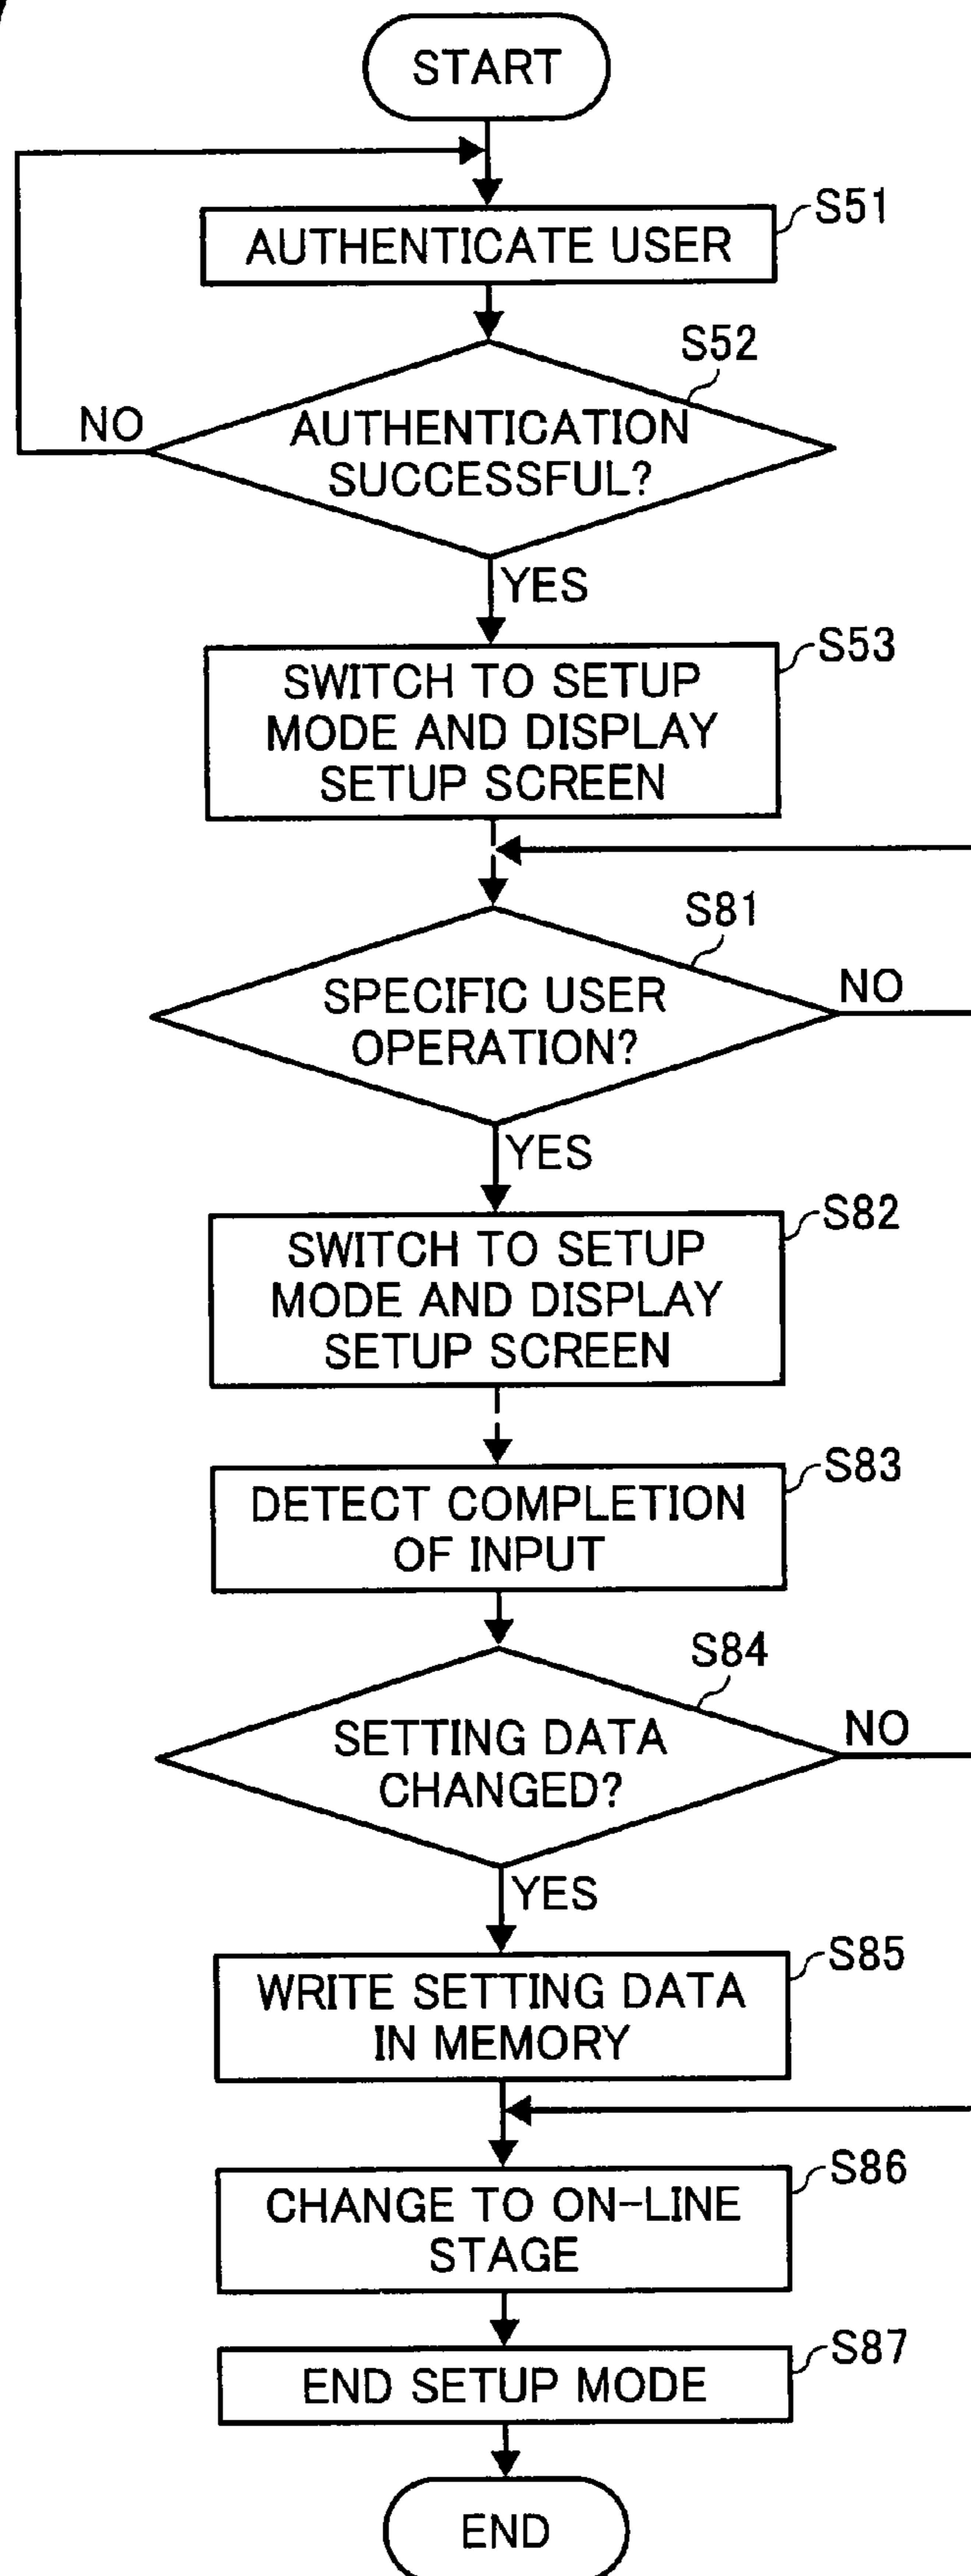 START
S51
AUTHENTICATE USER
S52
NO
AUTHENTICATION
SUCCESSFUL?
YES
S53
SWITCH TO SETUP
MODE AND DISPLAY
SETUP SCREEN
S81
NO
SPECIFIC USER
OPERATION?
YES
S82
SWITCH TO SETUP
MODE AND DISPLAY
SETUP SCREEN
S83
DETECT COMPLETION
OF INPUT
S84
NO
SETTING DATA
CHANGED?
YES
S85
WRITE SETTING DATA
IN MEMORY
S86
CHANGE TO ON-LINE
STAGE
S87
END SETUP MODE
END